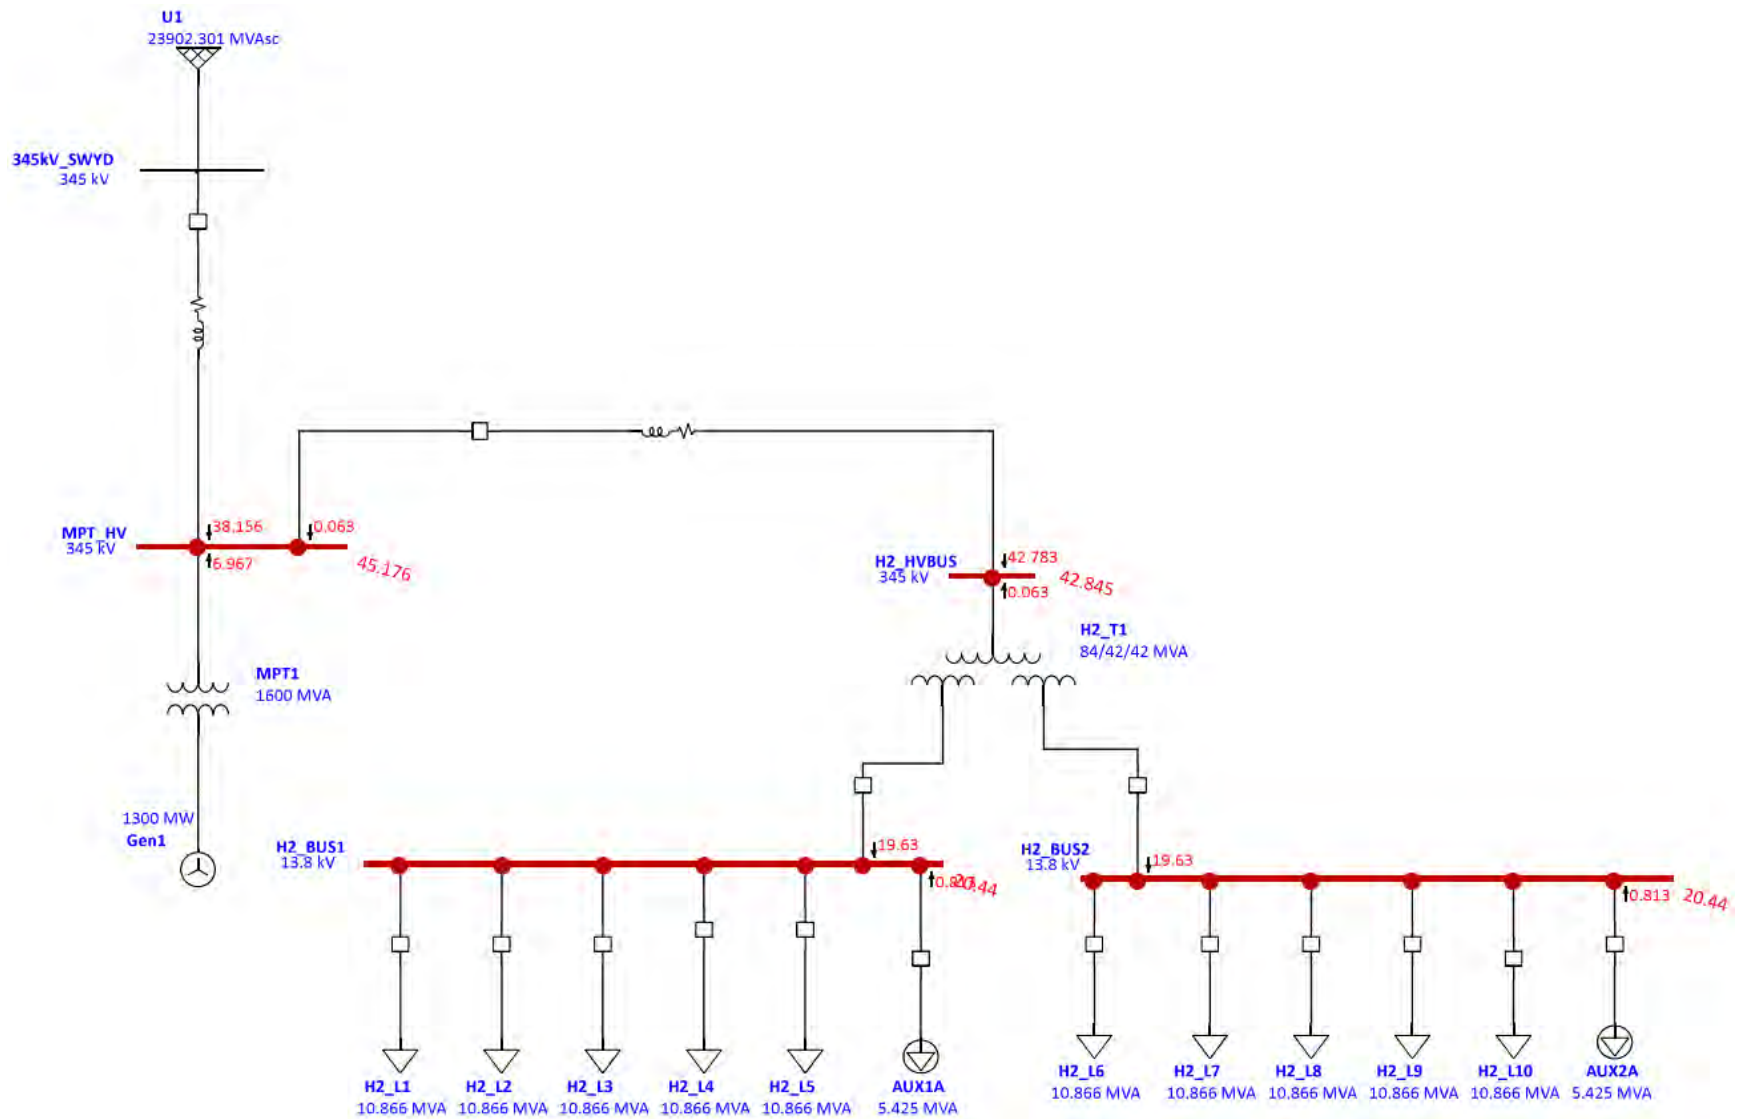 U1
23902.301 MVAsc
345kV_SWYD
345 kV
MPT_HV
345 kV
38.156
6.967
0.063
45.176
H2_HVBUS
345 kV
42.783
0.063
42.845
H2_T1
84/42/42 MVA
MPT1
1600 MVA
1300 MW
Gen1
H2_BUS1
13.8 kV
19.63
20.44
H2_BUS2
13.8 kV
19.63
0.813
20.44
H2_L1
10.866 MVA
H2_L2
10.866 MVA
H2_L3
10.866 MVA
H2_L4
10.866 MVA
H2_L5
10.866 MVA
AUX1A
5.425 MVA
H2_L6
10.866 MVA
H2_L7
10.866 MVA
H2_L8
10.866 MVA
H2_L9
10.866 MVA
H2_L10
10.866 MVA
AUX2A
5.425 MVA